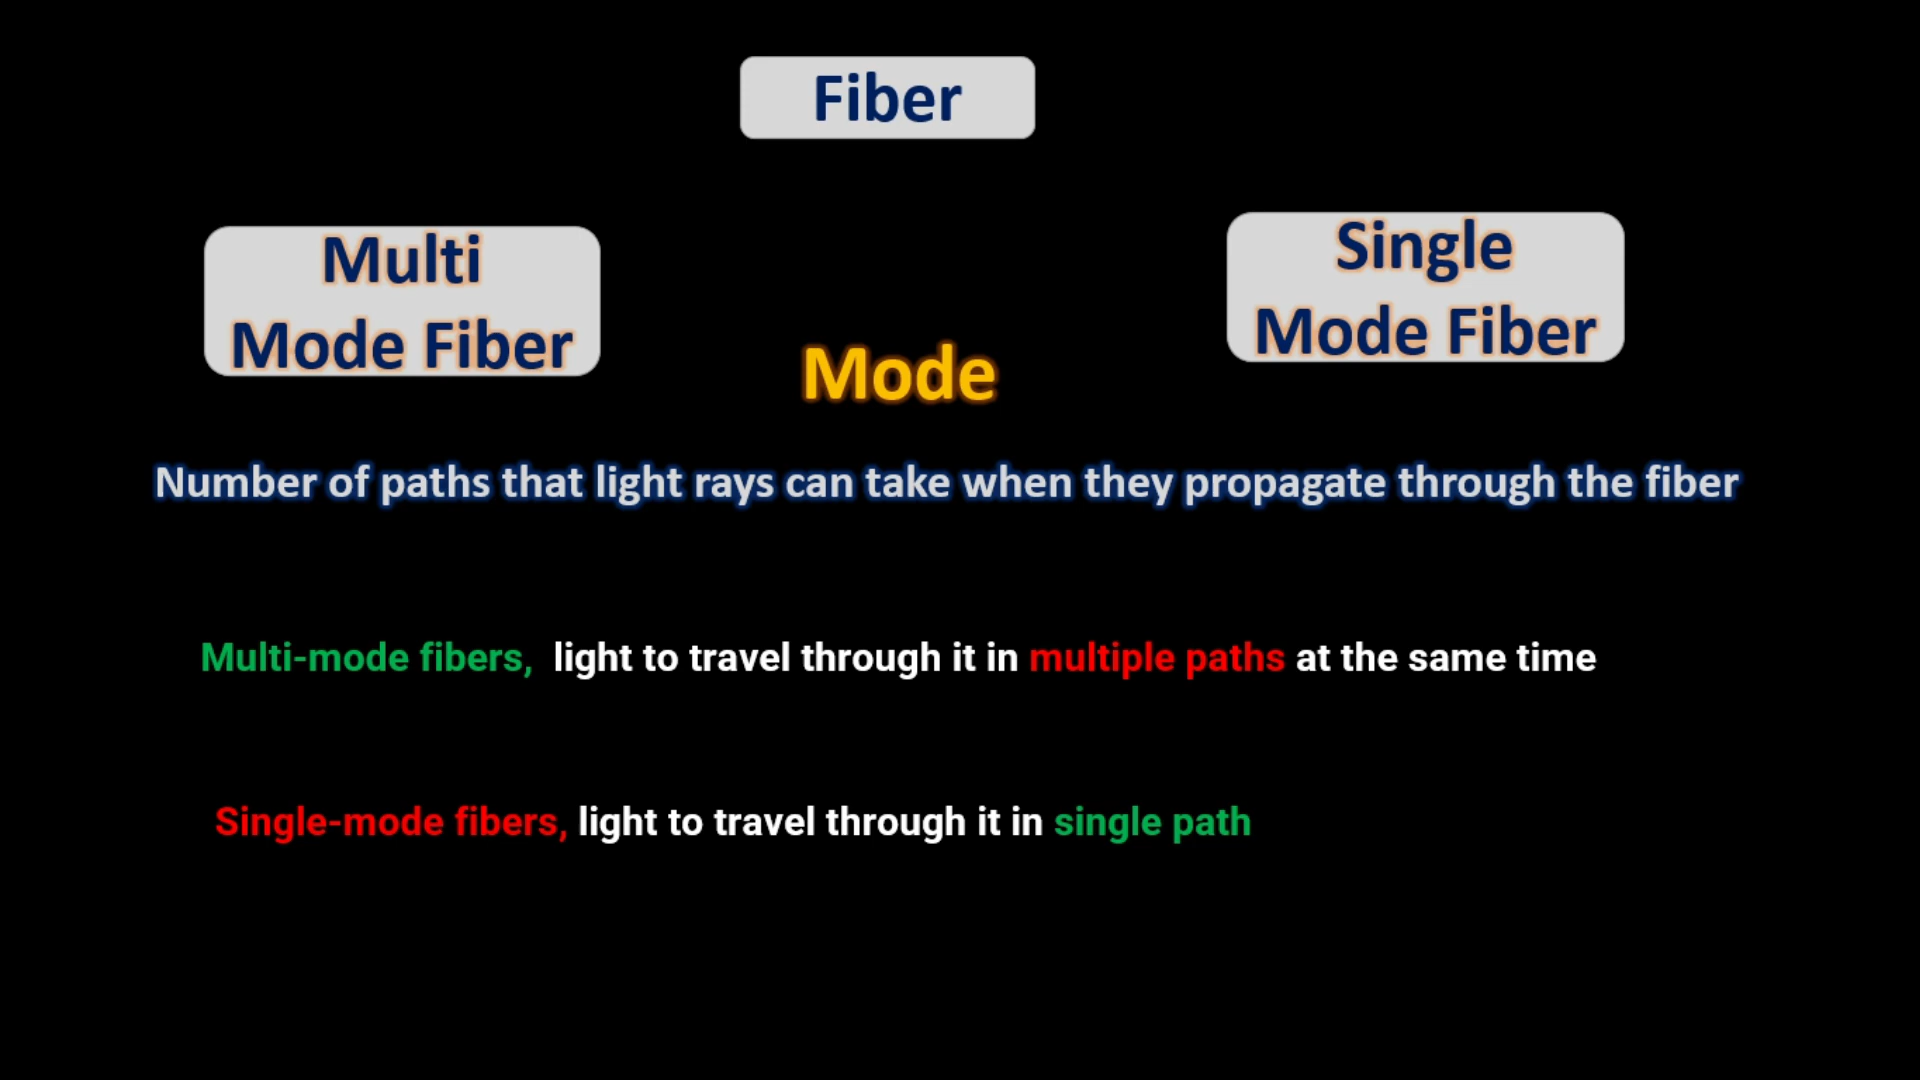 Fiber
Multi
Mode Fiber
Single
Mode Fiber
Mode
Number of paths that light rays can take when they propagate through the fiber
Multi-mode fibers, light to travel through it in multiple paths at the same time
Single-mode fibers, light to travel through it in single path